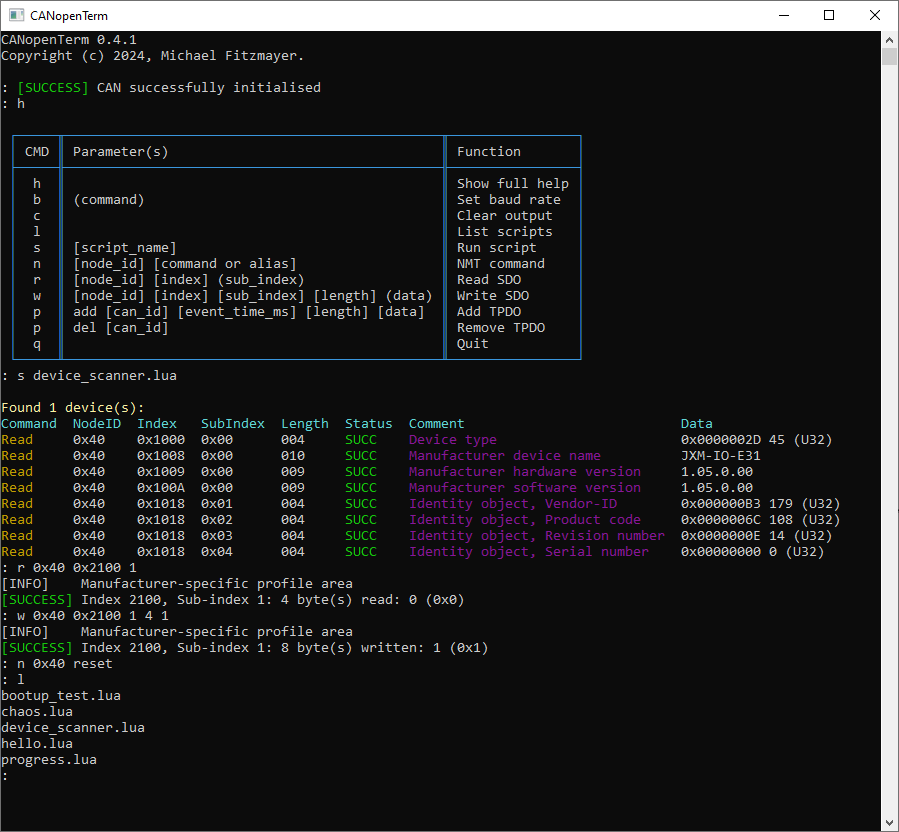 CANopenTerm
CANopenTerm 0.4.1
Copyright (c) 2024, Michael Fitzmayer.
: [SUCCESS] CAN successfully initialised
: h
CMD Parameter(s) Function
h Show full help
b (command) Set baud rate
c Clear output
l List scripts
s [script_name] Run script
n [node_id] [command or alias] NMT command
r [node_id] [index] (sub_index) Read SDO
w [node_id] [index] [sub_index] [length] (data) Write SDO
p add [can_id] [event_time_ms] [length] [data] Add TPDO
p del [can_id] Remove TPDO
q Quit
: s device_scanner.lua
Found 1 device(s):
Command NodeID Index SubIndex Length Status Comment Data
Read 0x40 0x1000 0x00 004 SUCC Device type 0x0000002D 45 (U32)
Read 0x40 0x1008 0x00 010 SUCC Manufacturer device name JXM-IO-E31
Read 0x40 0x1009 0x00 009 SUCC Manufacturer hardware version 1.05.0.00
Read 0x40 0x100A 0x00 009 SUCC Manufacturer software version 1.05.0.00
Read 0x40 0x1018 0x01 004 SUCC Identity object, Vendor-ID 0x000000B3 179 (U32)
Read 0x40 0x1018 0x02 004 SUCC Identity object, Product code 0x0000006C 108 (U32)
Read 0x40 0x1018 0x03 004 SUCC Identity object, Revision number 0x0000000E 14 (U32)
Read 0x40 0x1018 0x04 004 SUCC Identity object, Serial number 0x00000000 0 (U32)
: r 0x40 0x2100 1
[INFO] Manufacturer-specific profile area
[SUCCESS] Index 2100, Sub-index 1: 4 byte(s) read: 0 (0x0)
: w 0x40 0x2100 1 4 1
[INFO] Manufacturer-specific profile area
[SUCCESS] Index 2100, Sub-index 1: 8 byte(s) written: 1 (0x1)
: n 0x40 reset
: l
bootup_test.lua
chaos.lua
device_scanner.lua
hello.lua
progress.lua
: